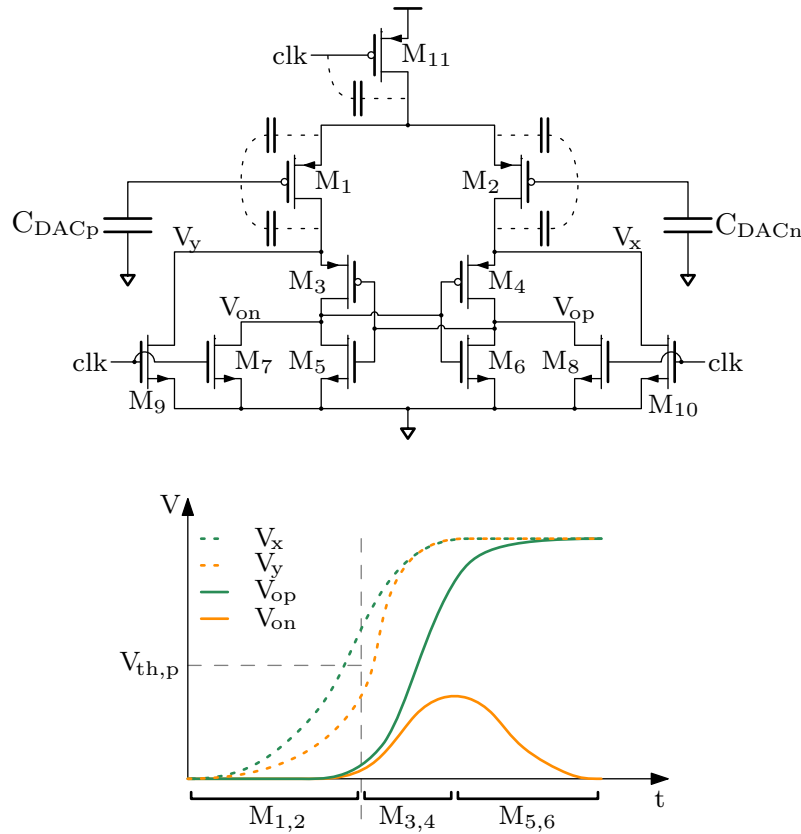 clk
M11
M1
M2
CDACp
CDACn
Vy
Vx
M3
M4
Von
Vop
clk
M7
M5
M6
M8
clk
M9
M10
V
Vx
Vy
Vop
Von
Vth,p
t
M1,2
M3,4
M5,6